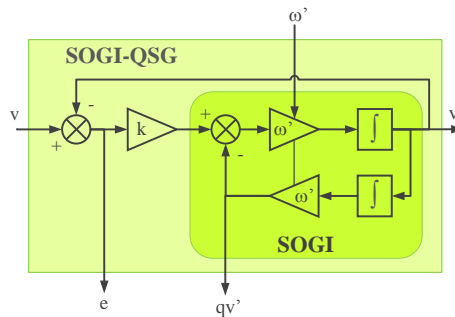 ω'
SOGI-QSG
-
v
+
k
+
-
ω'
∫
v
ω'
∫
SOGI
e
qv'